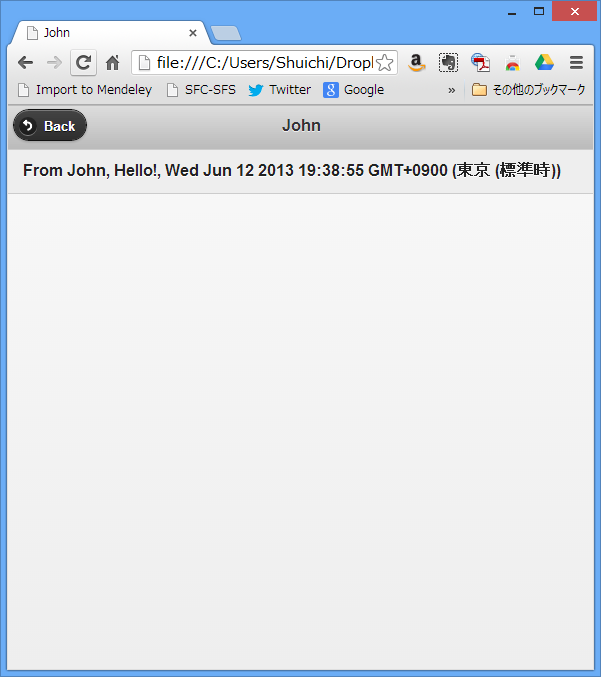 John
file:///C:/Users/Shuichi/Dropl
Import to Mendeley SFC-SFS Twitter Google » その他のブックマーク
Back John
From John, Hello!, Wed Jun 12 2013 19:38:55 GMT+0900 (東京 (標準時))